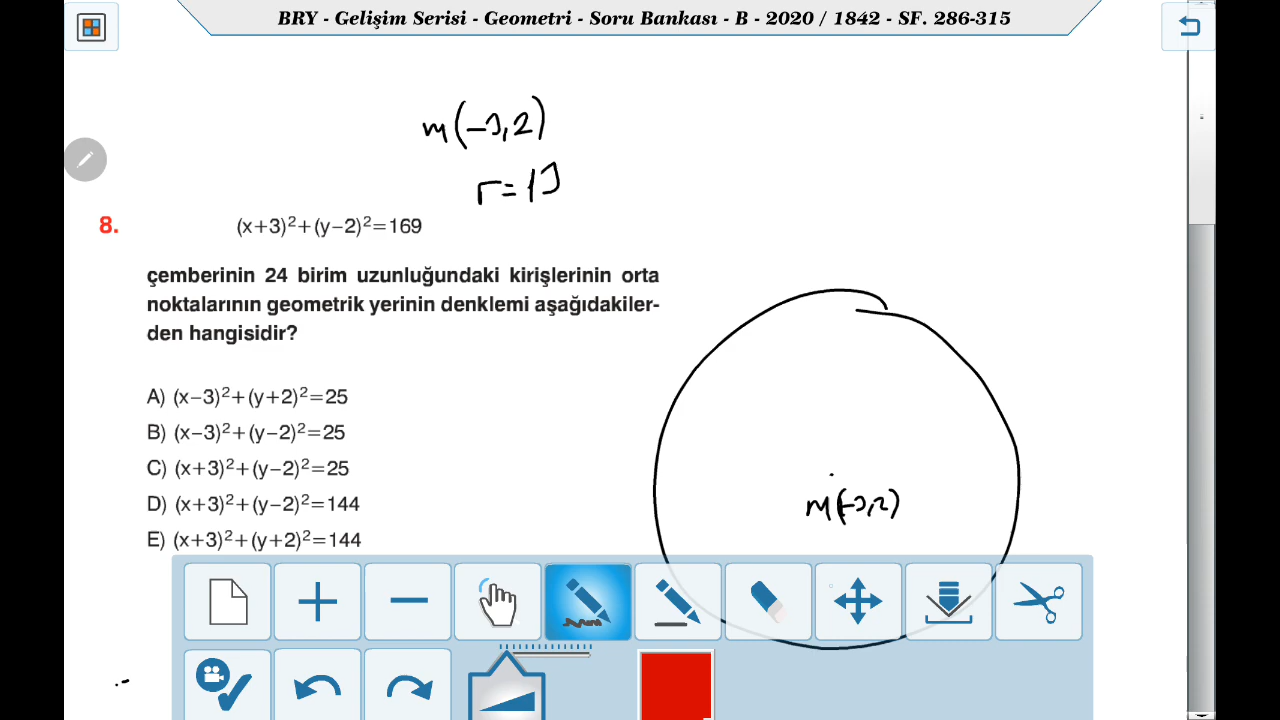 BRY - Gelişim Serisi - Geometri - Soru Bankası - B - 2020 / 1842 - SF. 286-315
m(-3,2)
r=13
8. (x+3)²+(y−2)²=169
çemberinin 24 birim uzunluğundaki kirişlerinin orta
noktalarının geometrik yerinin denklemi aşağıdakiler-
den hangisidir?
A) (x−3)²+(y+2)²=25
B) (x−3)²+(y−2)²=25
C) (x+3)²+(y−2)²=25
D) (x+3)²+(y−2)²=144
E) (x+3)²+(y+2)²=144
M(-3,2)